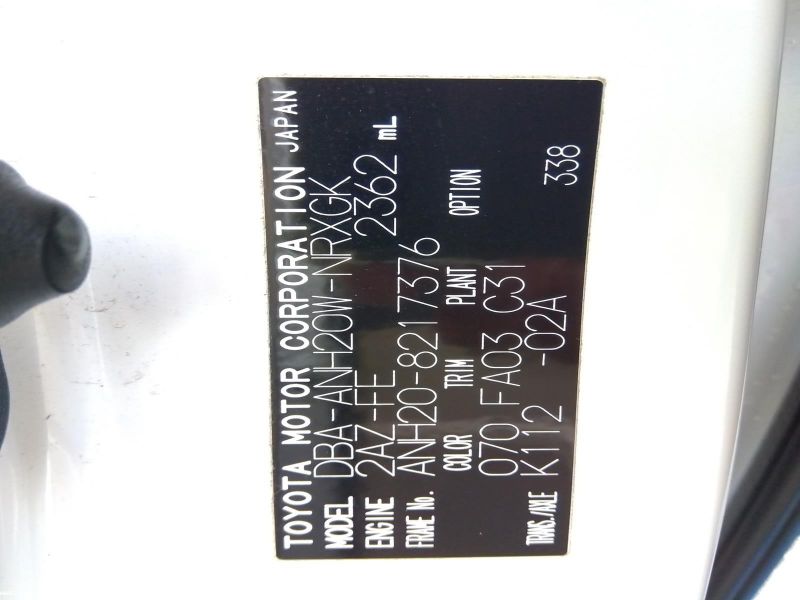 TOYOTA MOTOR CORPORATION JAPAN
MODEL DBA-ANH20W-NRXGK
ENGINE 2AZ-FE 2362 mL
FRAME No. ANH20-8217376
COLOR TRIM PLANT OPTION
070 FA03 C31
TRANS./AXLE K112 -02A 338